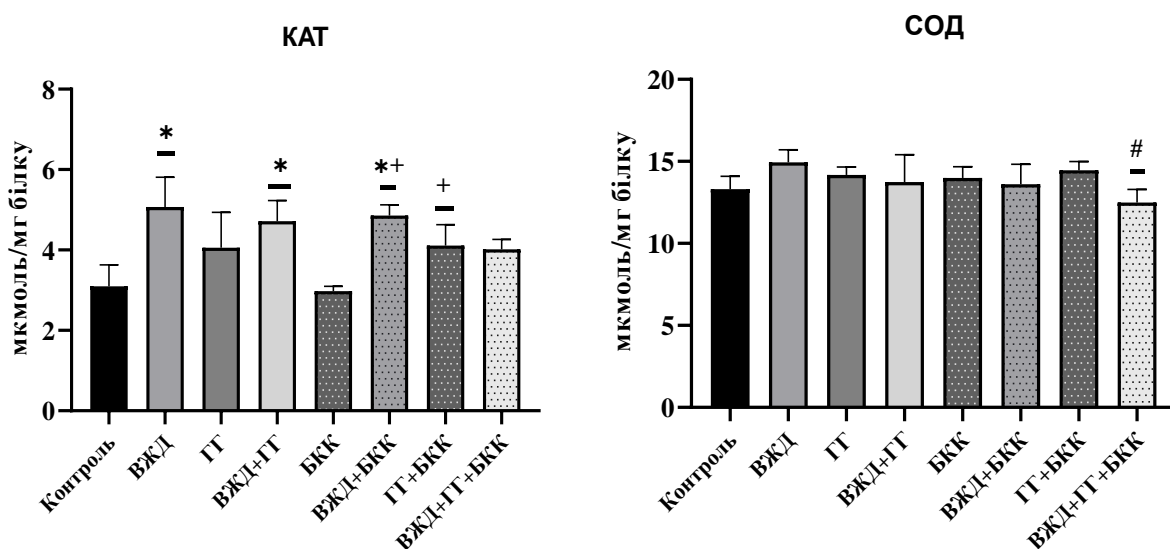 КАТ
мкмоль/мг білку
8
6
4
2
0
*
*
*+
+
Контроль
ВЖД
ГГ
ВЖД+ГГ
БКК
ВЖД+БКК
ГГ+БКК
ВЖД+ГГ+БКК
СОД
мкмоль/мг білку
20
15
10
5
0
#
Контроль
ВЖД
ГГ
ВЖД+ГГ
БКК
ВЖД+БКК
ГГ+БКК
ВЖД+ГГ+БКК